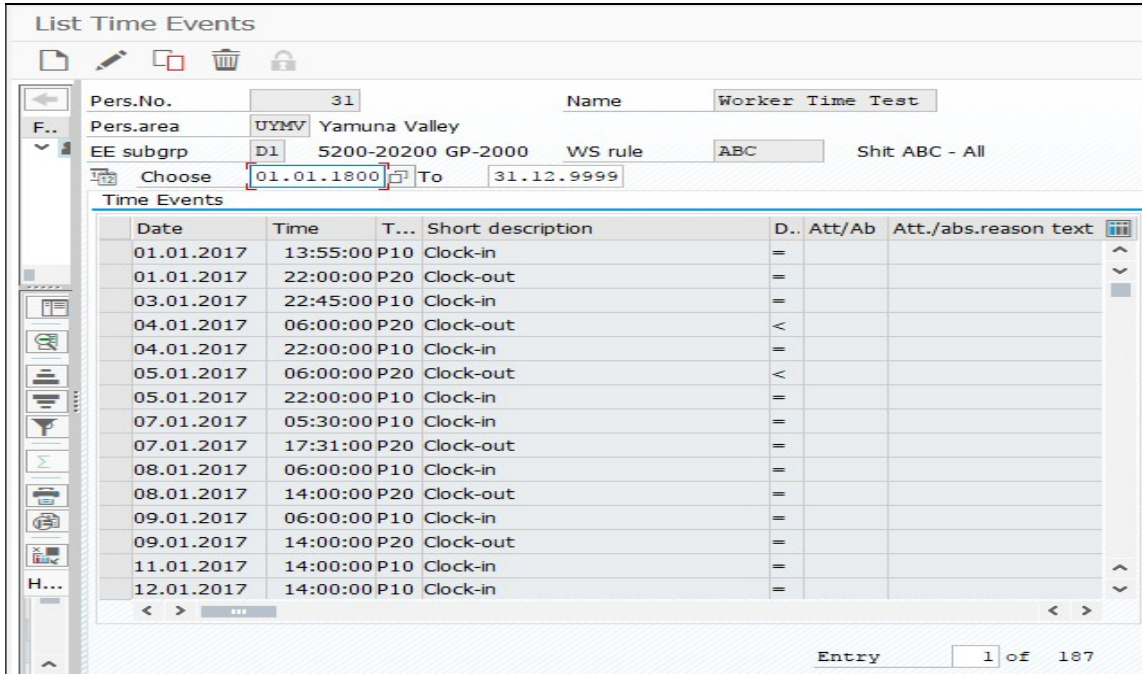 List Time Events
Pers.No. 31 Name Worker Time Test
F.. Pers.area UYMV Yamuna Valley
EE subgrp D1 5200-20200 GP-2000 WS rule ABC Shit ABC - All
Choose 01.01.1800 To 31.12.9999
Time Events
Date Time T... Short description D.. Att/Ab Att./abs.reason text
01.01.2017 13:55:00 P10 Clock-in =
01.01.2017 22:00:00 P20 Clock-out =
03.01.2017 22:45:00 P10 Clock-in =
04.01.2017 06:00:00 P20 Clock-out <
04.01.2017 22:00:00 P10 Clock-in =
05.01.2017 06:00:00 P20 Clock-out <
05.01.2017 22:00:00 P10 Clock-in =
07.01.2017 05:30:00 P10 Clock-in =
07.01.2017 17:31:00 P20 Clock-out =
08.01.2017 06:00:00 P10 Clock-in =
08.01.2017 14:00:00 P20 Clock-out =
09.01.2017 06:00:00 P10 Clock-in =
09.01.2017 14:00:00 P20 Clock-out =
11.01.2017 14:00:00 P10 Clock-in =
H... 12.01.2017 14:00:00 P10 Clock-in =
Entry 1 of 187